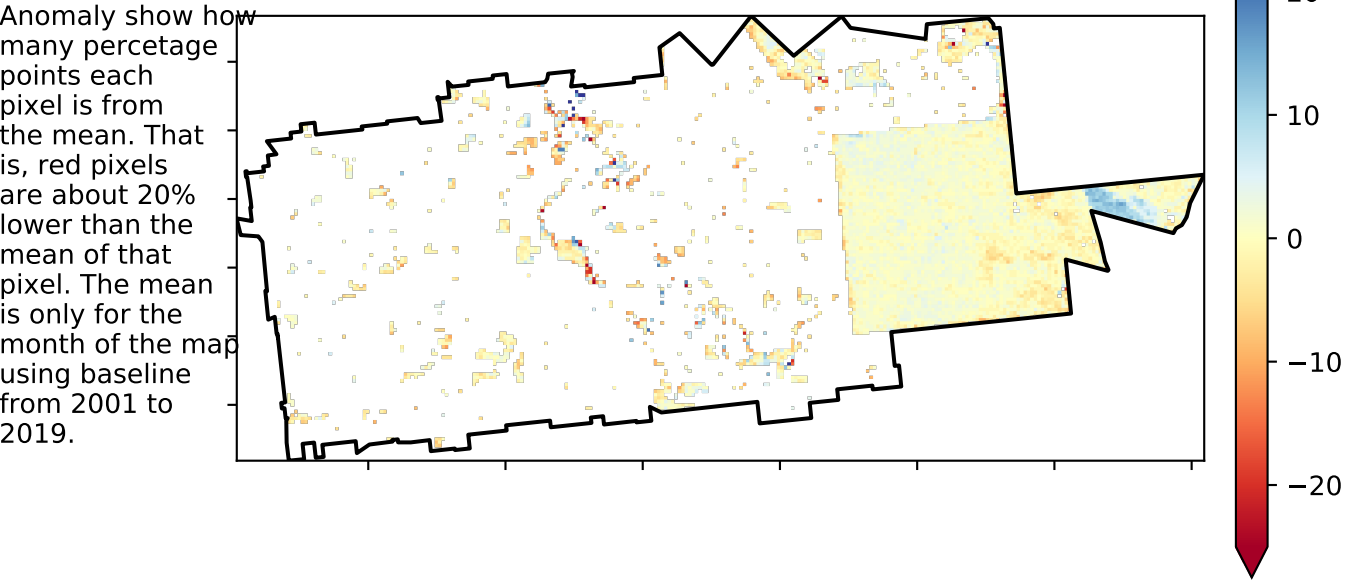 Anomaly show how
many percetage
points each
pixel is from
the mean. That
is, red pixels
are about 20%
lower than the
mean of that
pixel. The mean
is only for the
month of the map
using baseline
from 2001 to
2019.
10
0
−10
−20